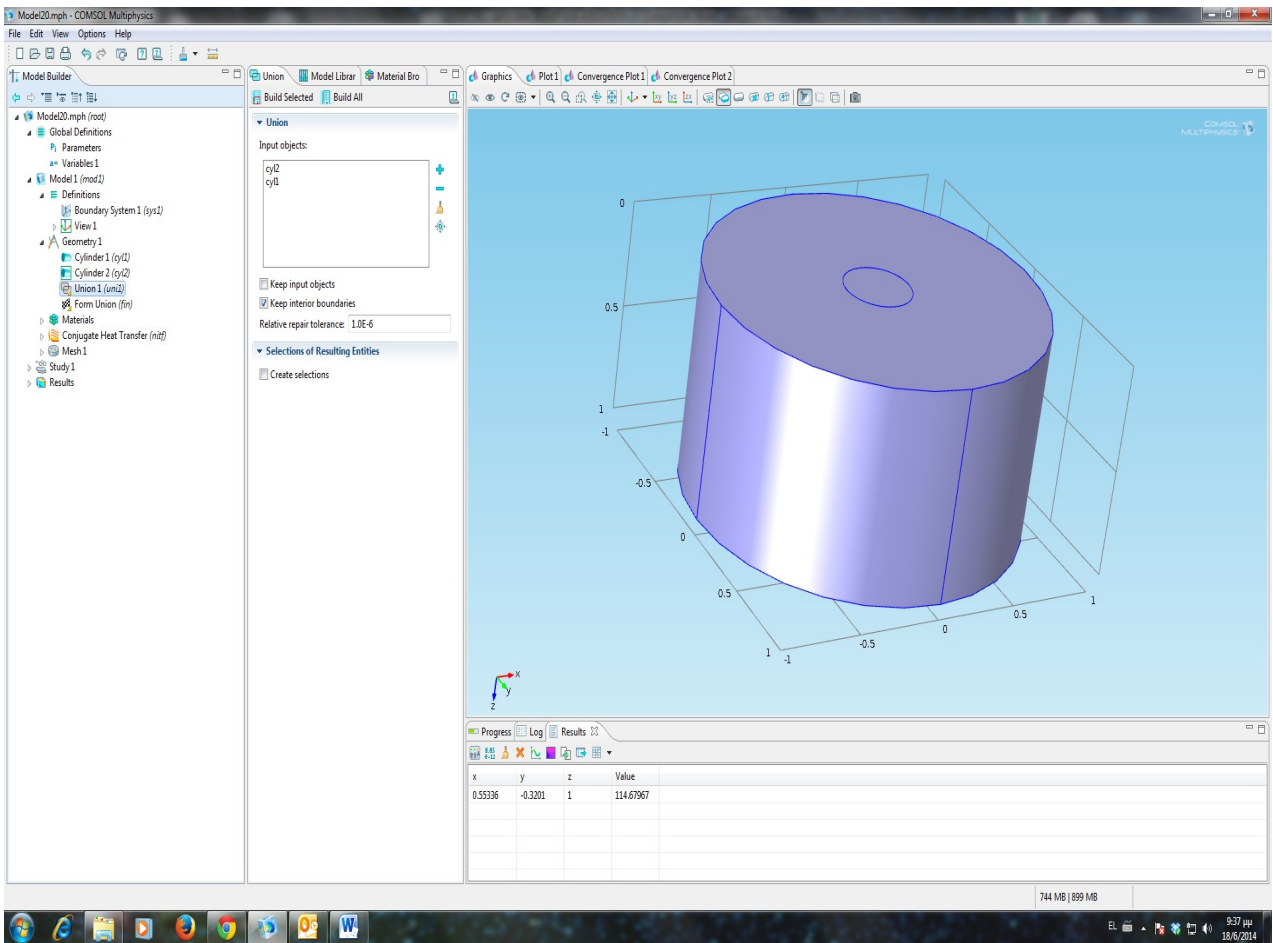 Model20.mph - COMSOL Multiphysics
File Edit View Options Help
Model Builder
Model20.mph (root)
Global Definitions
Pi Parameters
a= Variables 1
Model 1 (mod1)
Definitions
Boundary System 1 (sys1)
View 1
Geometry 1
Cylinder 1 (cyl1)
Cylinder 2 (cyl2)
Union 1 (uni1)
Form Union (fin)
Materials
Conjugate Heat Transfer (nitf)
Mesh 1
Study 1
Results
Union Model Librar Material Bro
Build Selected Build All
Union
Input objects:
cyl2
cyl1
Keep input objects
Keep interior boundaries
Relative repair tolerance: 1.0E-6
Selections of Resulting Entities
Create selections
Graphics Plot 1 Convergence Plot 1 Convergence Plot 2
xy yz zx
COMSOL
MULTIPHYSICS
0
0.5
1
-1
-0.5
0
0.5
1
-1
-0.5
0
0.5
1
x
y
z
Progress Log Results
8.85
e-12
x y z Value
0.55336 -0.3201 1 114.67967
744 MB | 899 MB
EL
9:37 μμ
18/6/2014